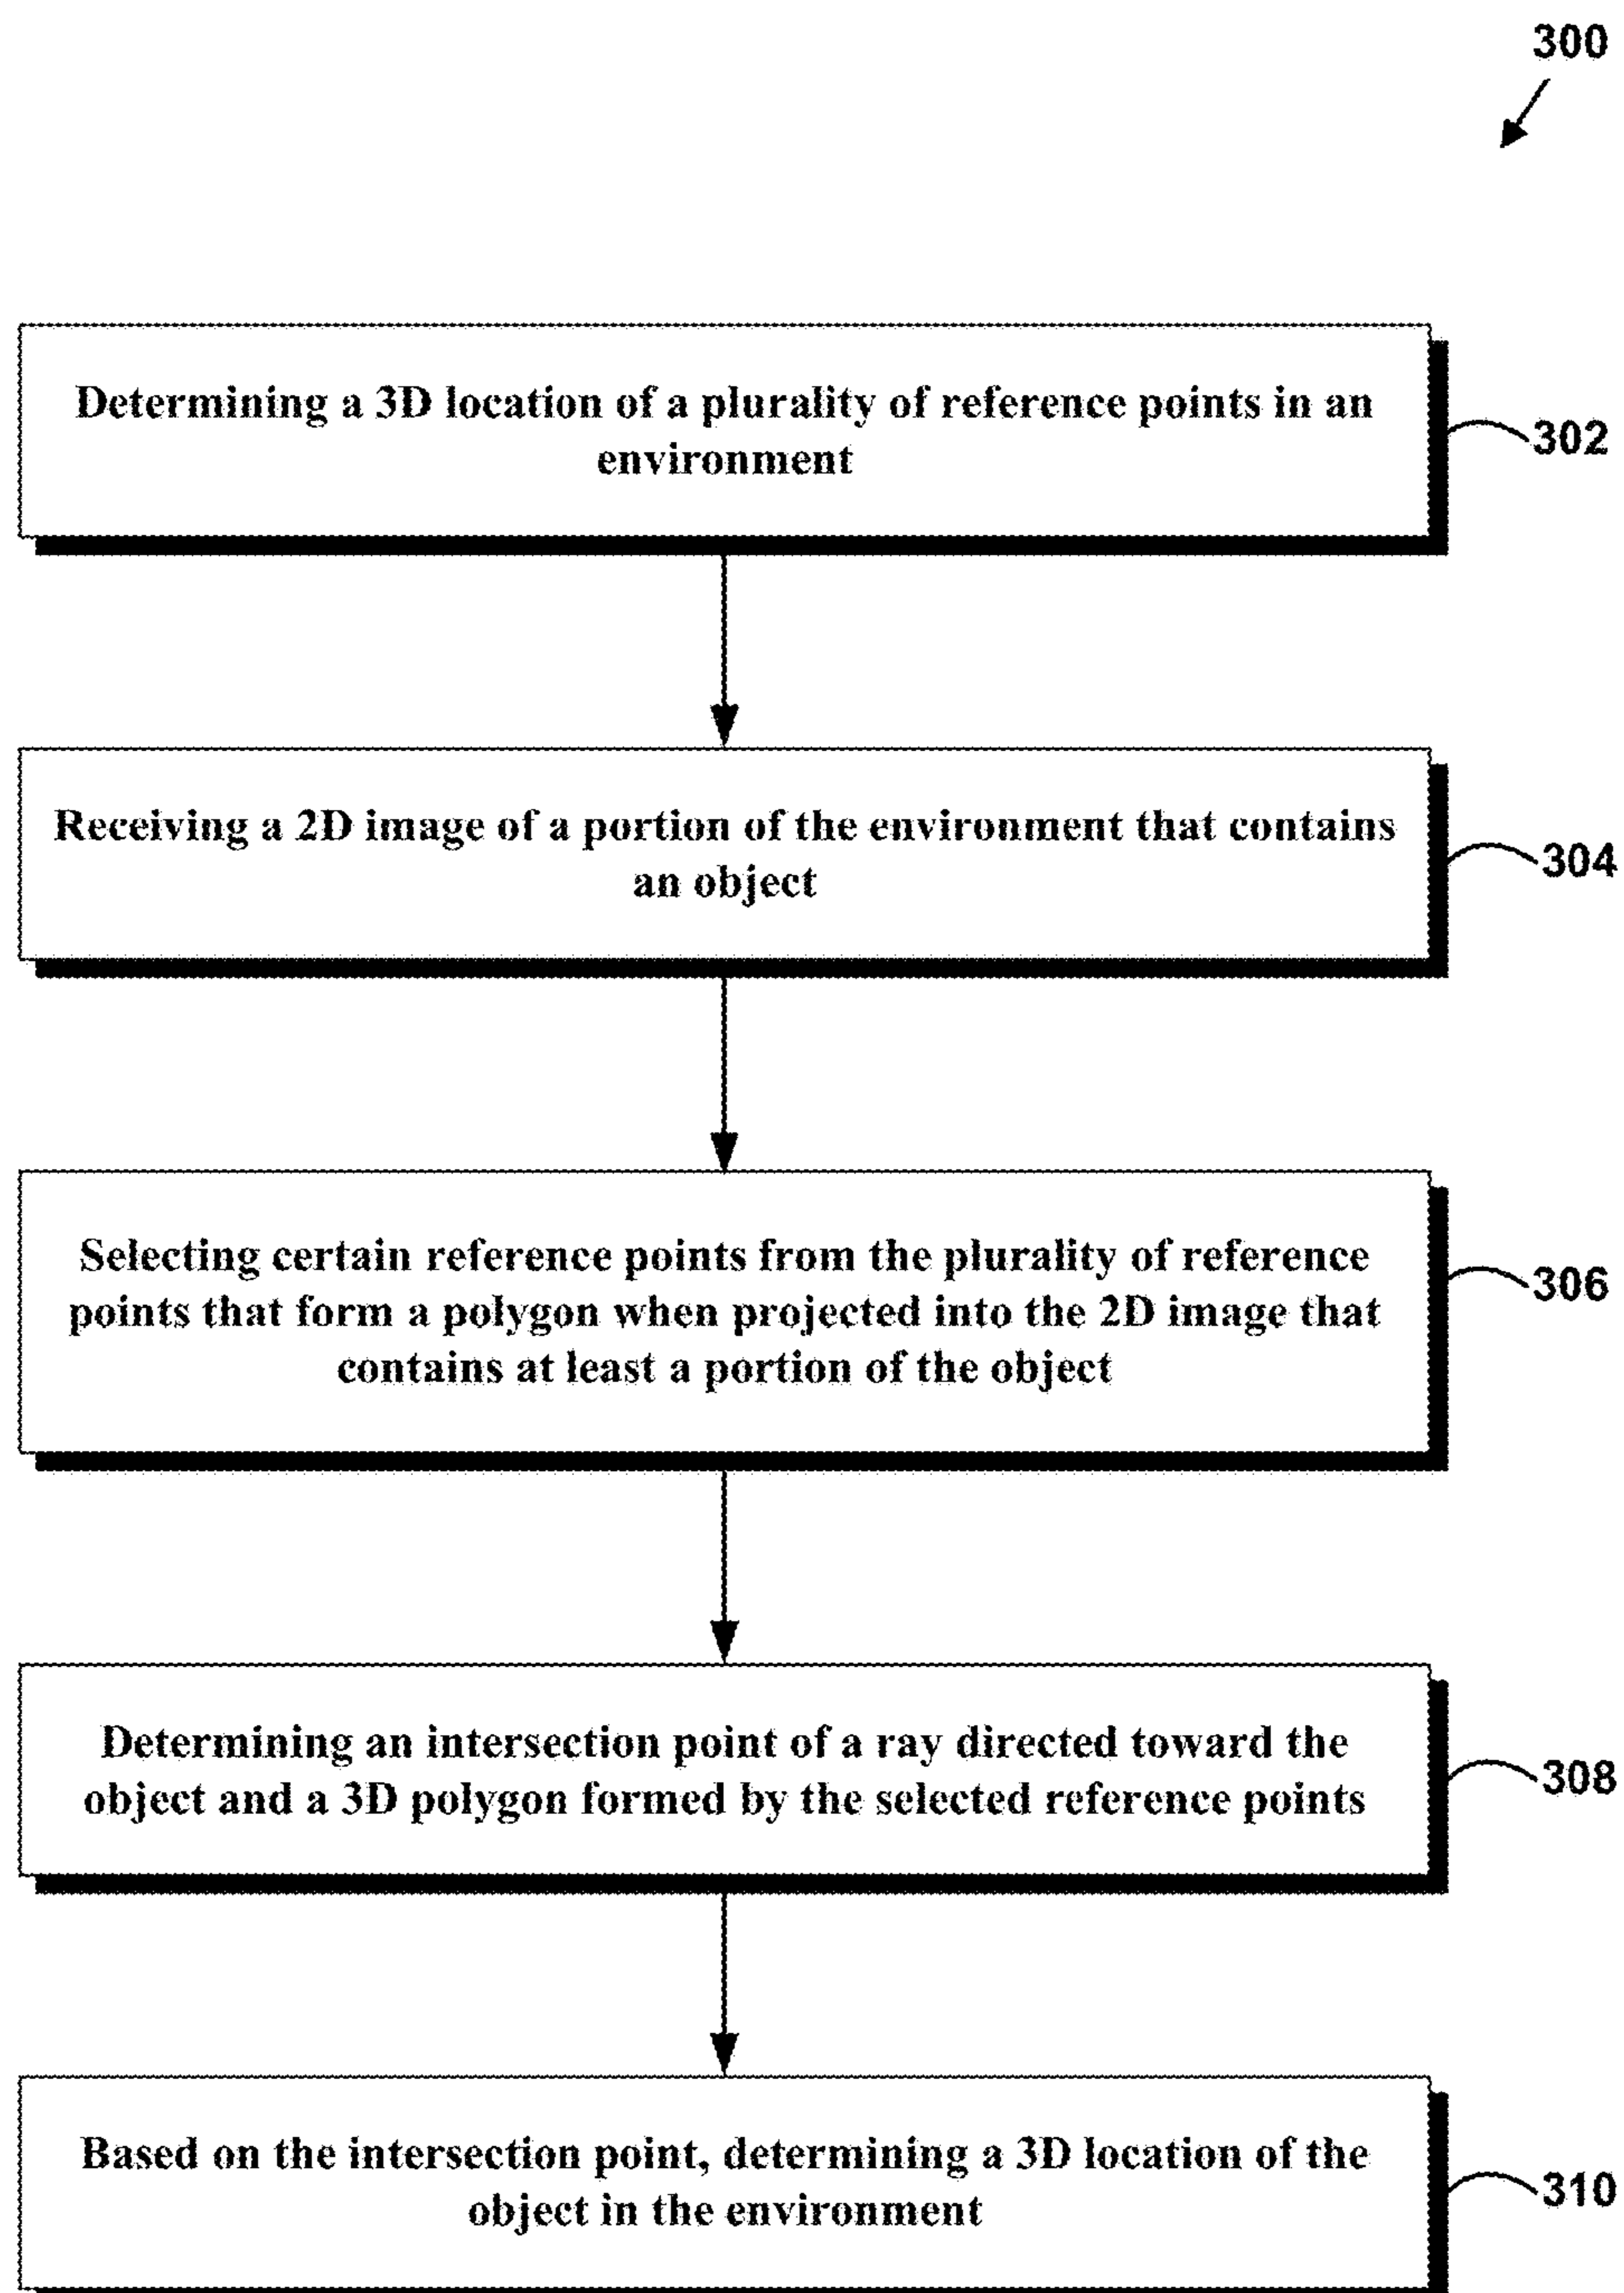 300
Determining a 3D location of a plurality of reference points in an
environment
302
Receiving a 2D image of a portion of the environment that contains
an object
304
Selecting certain reference points from the plurality of reference
points that form a polygon when projected into the 2D image that
contains at least a portion of the object
306
Determining an intersection point of a ray directed toward the
object and a 3D polygon formed by the selected reference points
308
Based on the intersection point, determining a 3D location of the
object in the environment
310